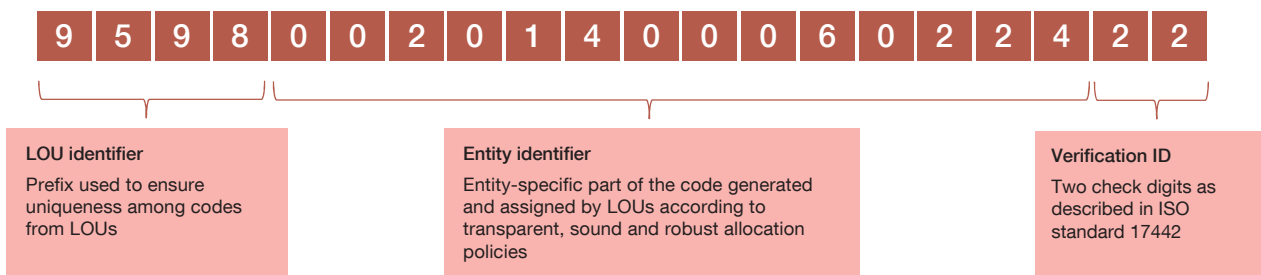 9 5 9 8 0 0 2 0 1 4 0 0 0 6 0 2 2 4 2 2
LOU identifier
Prefix used to ensure
uniqueness among codes
from LOUs
Entity identifier
Entity-specific part of the code generated
and assigned by LOUs according to
transparent, sound and robust allocation
policies
Verification ID
Two check digits as
described in ISO
standard 17442